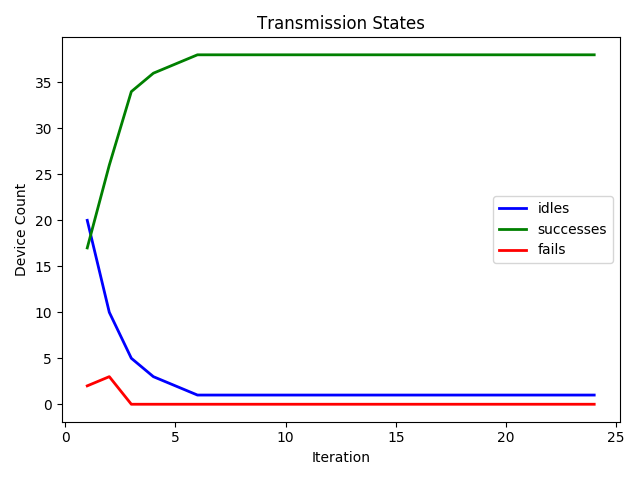 Transmission States
Device Count
35
30
25
20
15
10
5
0
idles
successes
fails
0 5 10 15 20 25
Iteration